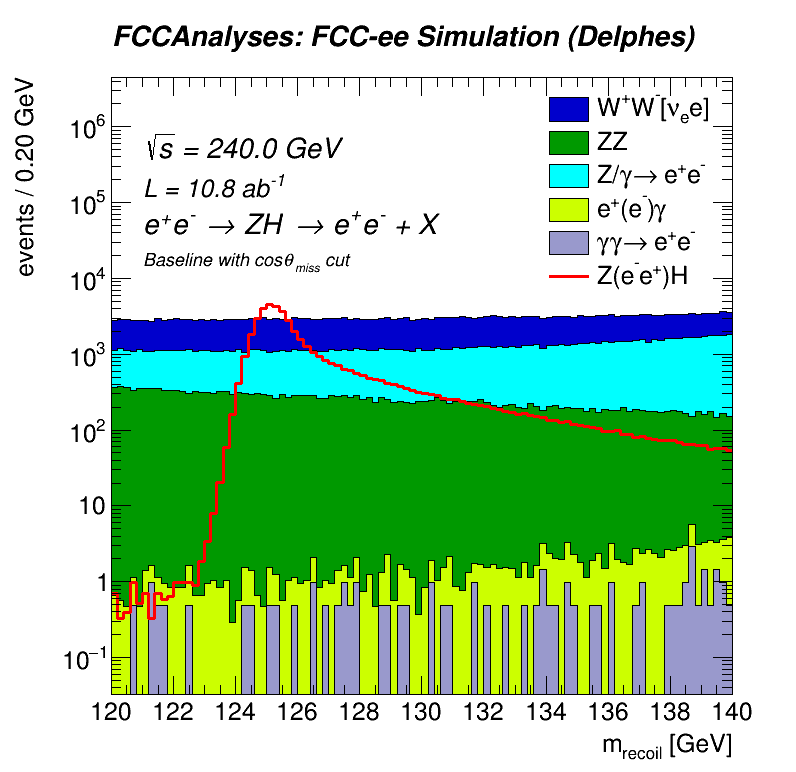 FCCAnalyses: FCC-ee Simulation (Delphes)
events / 0.20 GeV
√s = 240.0 GeV
L = 10.8 ab⁻¹
e⁺e⁻ → ZH → e⁺e⁻ + X
Baseline with cosθ_miss cut
W⁺W⁻[νₑe]
ZZ
Z/γ→ e⁺e⁻
e⁺(e⁻)γ
γγ→ e⁺e⁻
Z(e⁻e⁺)H
10⁶
10⁵
10⁴
10³
10²
10
1
10⁻¹
120 122 124 126 128 130 132 134 136 138 140
m_recoil [GeV]